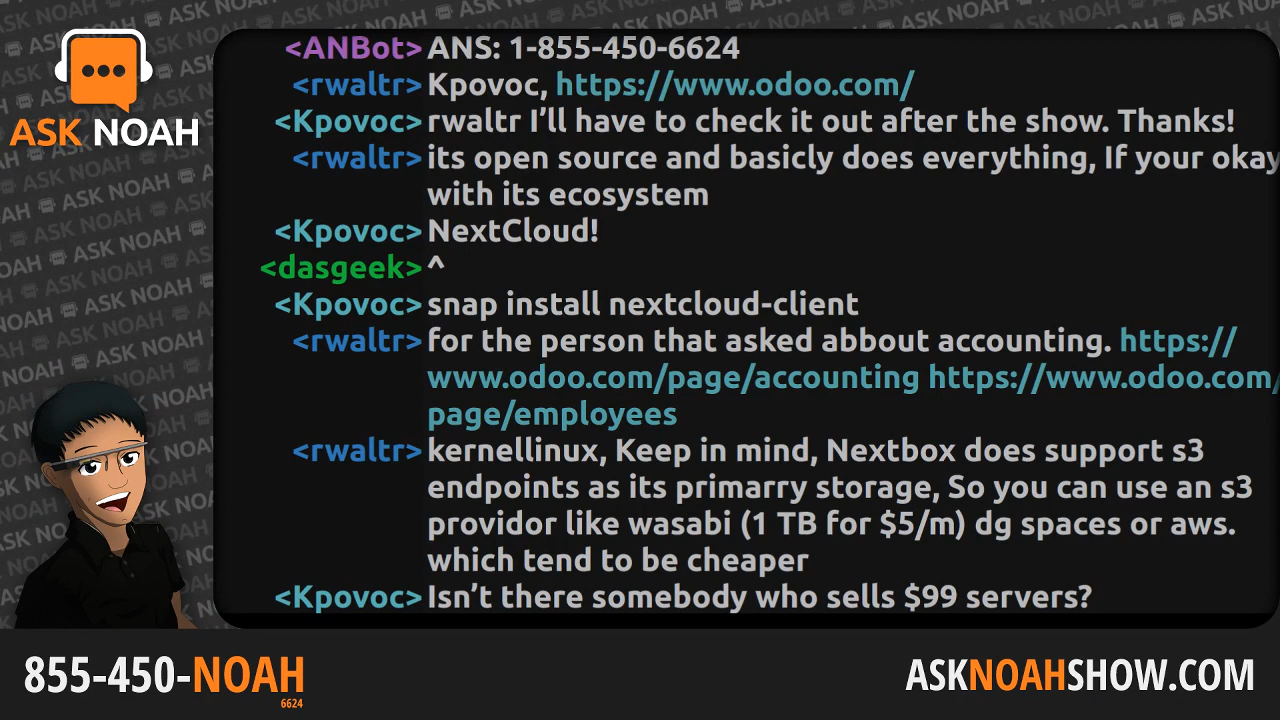 ASK NOAH
<ANBot> ANS: 1-855-450-6624
<rwaltr> Kpovoc, https://www.odoo.com/
<Kpovoc> rwaltr I'll have to check it out after the show. Thanks!
<rwaltr> its open source and basicly does everything, If your okay
with its ecosystem
<Kpovoc> NextCloud!
<dasgeek> ^
<Kpovoc> snap install nextcloud-client
<rwaltr> for the person that asked abbout accounting. https://
www.odoo.com/page/accounting https://www.odoo.com/
page/employees
<rwaltr> kernellinux, Keep in mind, Nextbox does support s3
endpoints as its primarry storage, So you can use an s3
providor like wasabi (1 TB for $5/m) dg spaces or aws.
which tend to be cheaper
<Kpovoc> Isn't there somebody who sells $99 servers?
855-450-NOAH
6624
ASKNOAHSHOW.COM